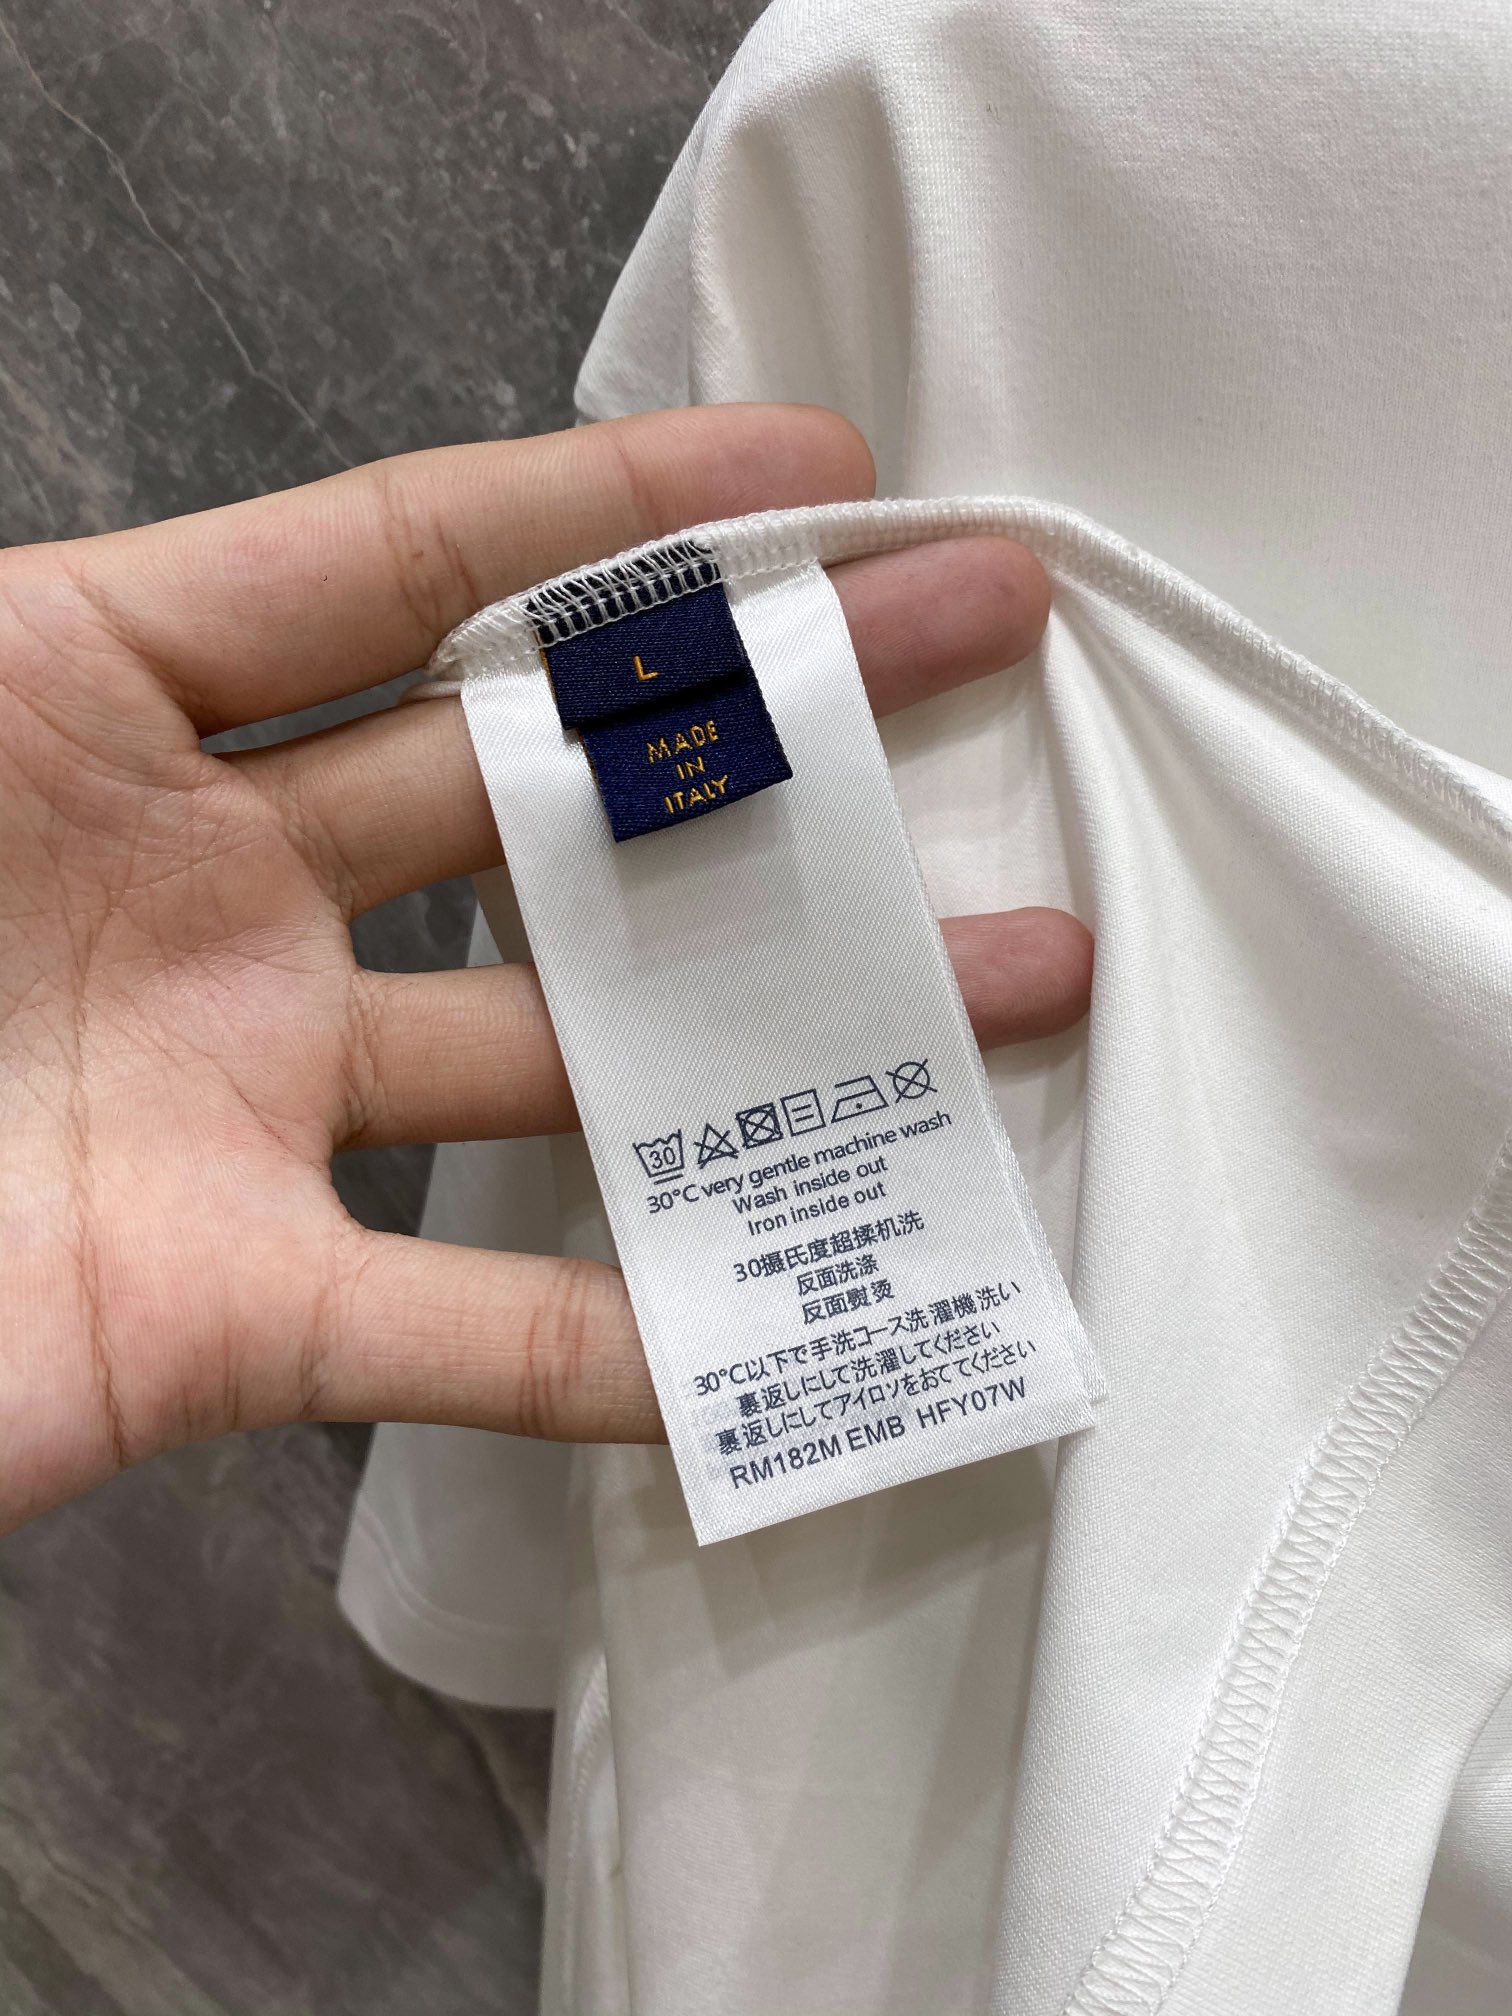 L
MADE
IN
ITALY
30
30°C very gentle machine wash
Wash inside out
Iron inside out
30摄氏度超揉机洗
反面洗涤
反面熨烫
30°C以下で手洗コース洗濯機洗い
裏返しにして洗濯してください
裏返しにしてアイロソをおててください
RM182M EMB HFY07W